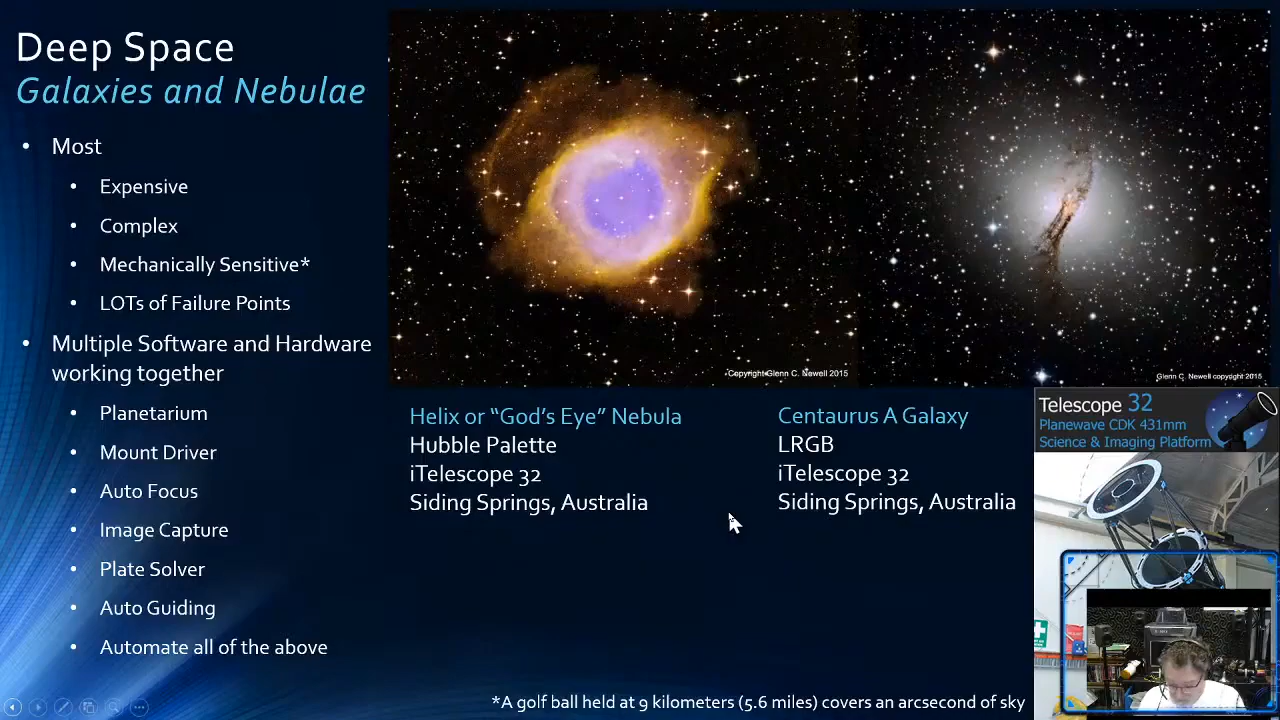 Deep Space
Galaxies and Nebulae
• Most
• Expensive
• Complex
• Mechanically Sensitive*
• LOTs of Failure Points
• Multiple Software and Hardware
working together
• Planetarium
• Mount Driver
• Auto Focus
• Image Capture
• Plate Solver
• Auto Guiding
• Automate all of the above
Copyright Glenn C. Newell 2015
Glenn C. Newell copyright 2015
Helix or “God’s Eye” Nebula
Hubble Palette
iTelescope 32
Siding Springs, Australia
Centaurus A Galaxy
LRGB
iTelescope 32
Siding Springs, Australia
Telescope 32
Planewave CDK 431mm
Science & Imaging Platform
*A golf ball held at 9 kilometers (5.6 miles) covers an arcsecond of sky